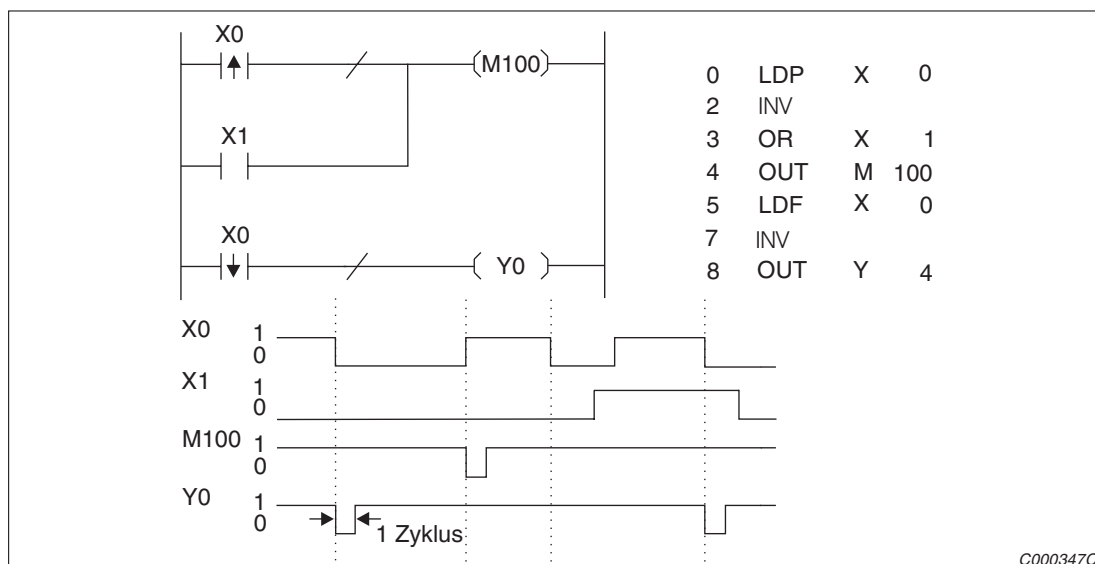 X0
M100
X1
X0
Y0
0 LDP X 0
2 INV
3 OR X 1
4 OUT M 100
5 LDF X 0
7 INV
8 OUT Y 4
X0 1
0
X1 1
0
M100 1
0
Y0 1
0
1 Zyklus
C000347C